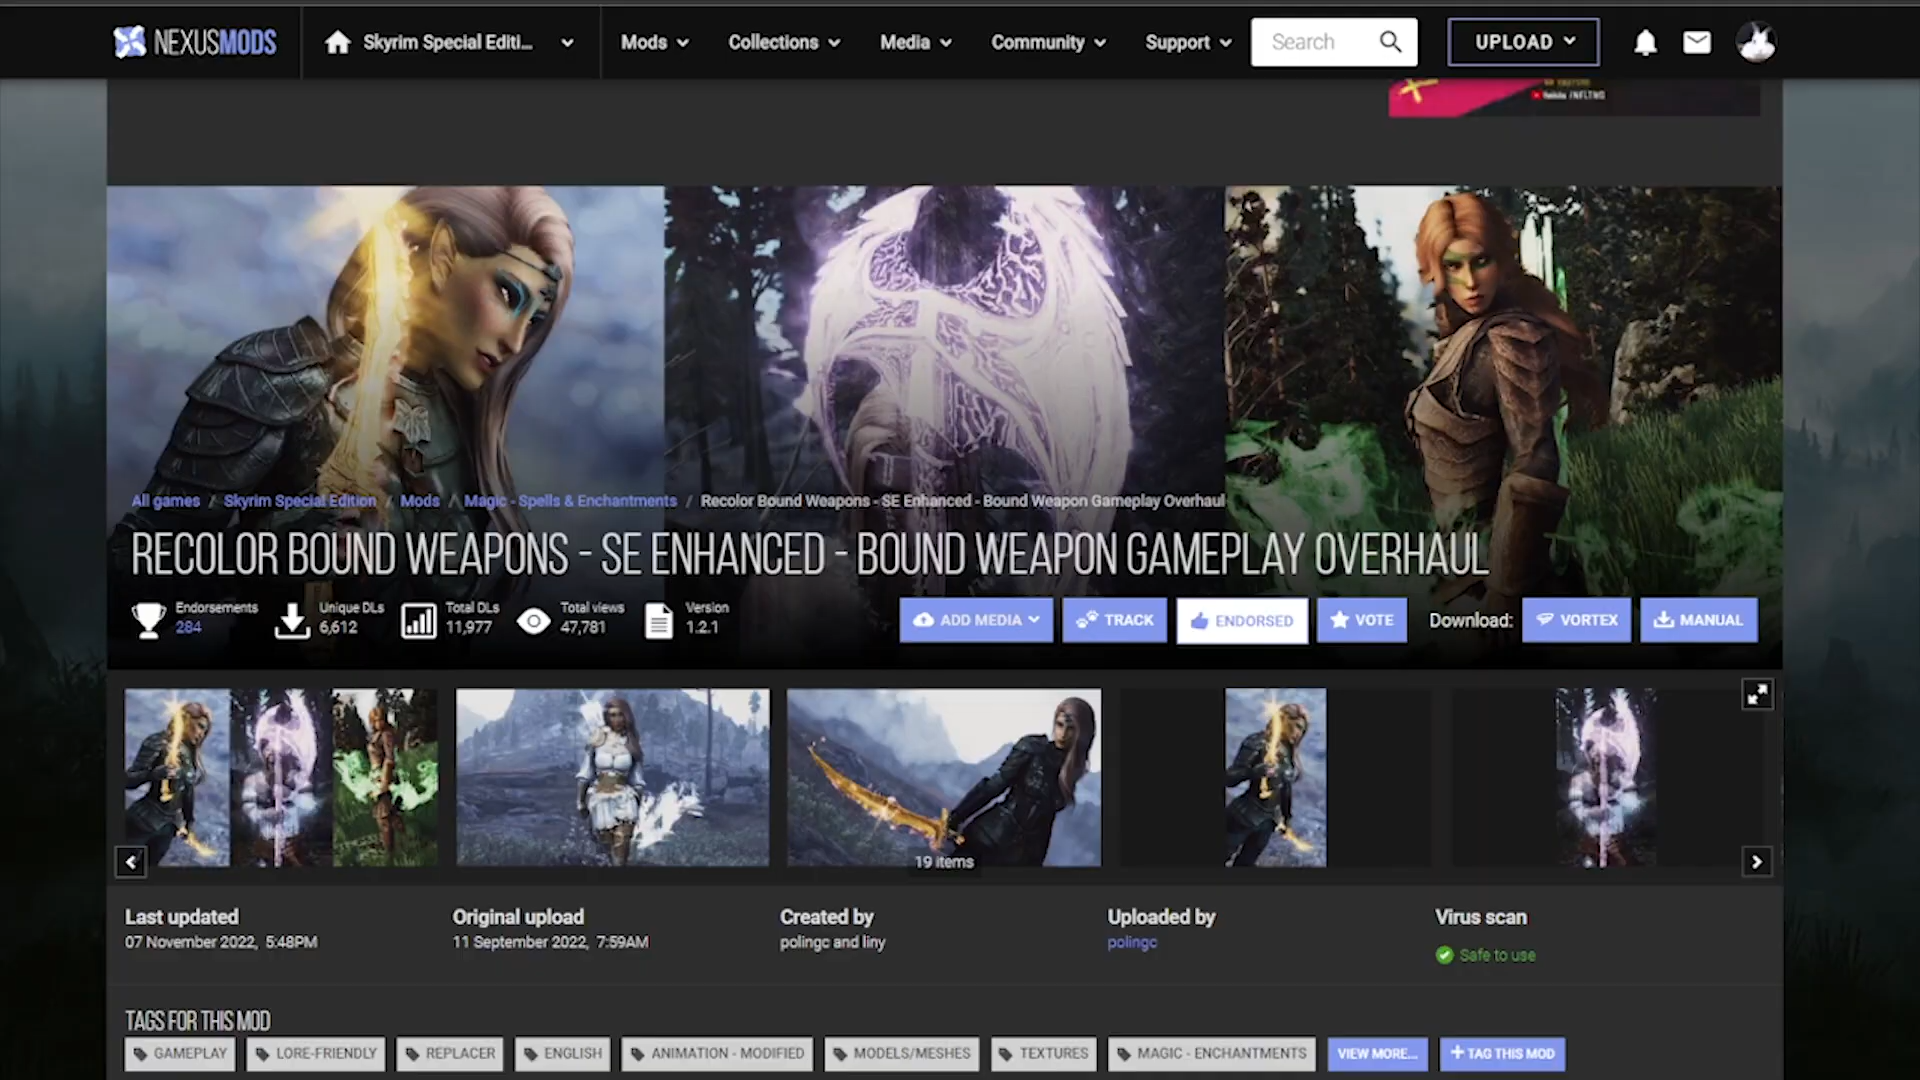 NEXUSMODS
Skyrim Special Editi...
Mods
Collections
Media
Community
Support
Search
UPLOAD
All games / Skyrim Special Edition / Mods / Magic - Spells & Enchantments / Recolor Bound Weapons - SE Enhanced - Bound Weapon Gameplay Overhaul
RECOLOR BOUND WEAPONS - SE ENHANCED - BOUND WEAPON GAMEPLAY OVERHAUL
Endorsements
284
Unique DLs
6,612
Total DLs
11,977
Total views
47,781
Version
1.2.1
ADD MEDIA
TRACK
ENDORSED
VOTE
Download:
VORTEX
MANUAL
19 items
Last updated
07 November 2022, 5:48PM
Original upload
11 September 2022, 7:59AM
Created by
polingc and liny
Uploaded by
polingc
Virus scan
Safe to use
TAGS FOR THIS MOD
GAMEPLAY
LORE-FRIENDLY
REPLACER
ENGLISH
ANIMATION - MODIFIED
MODELS/MESHES
TEXTURES
MAGIC - ENCHANTMENTS
VIEW MORE...
+ TAG THIS MOD